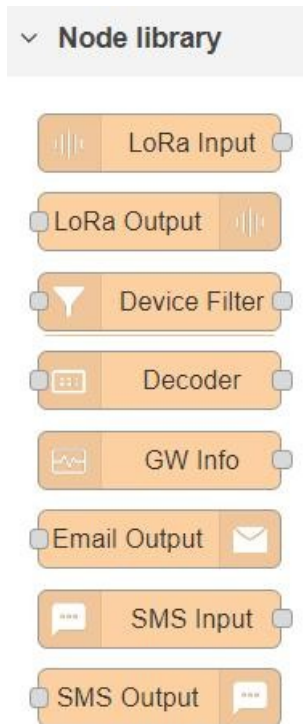 Node library
LoRa Input
LoRa Output
Device Filter
Decoder
GW Info
Email Output
SMS Input
SMS Output